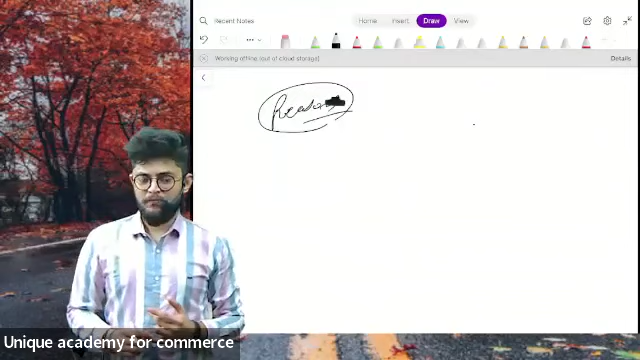 Recent Notes
Home Insert Draw View
Working offline (out of cloud storage)
Details
Unique academy for commerce